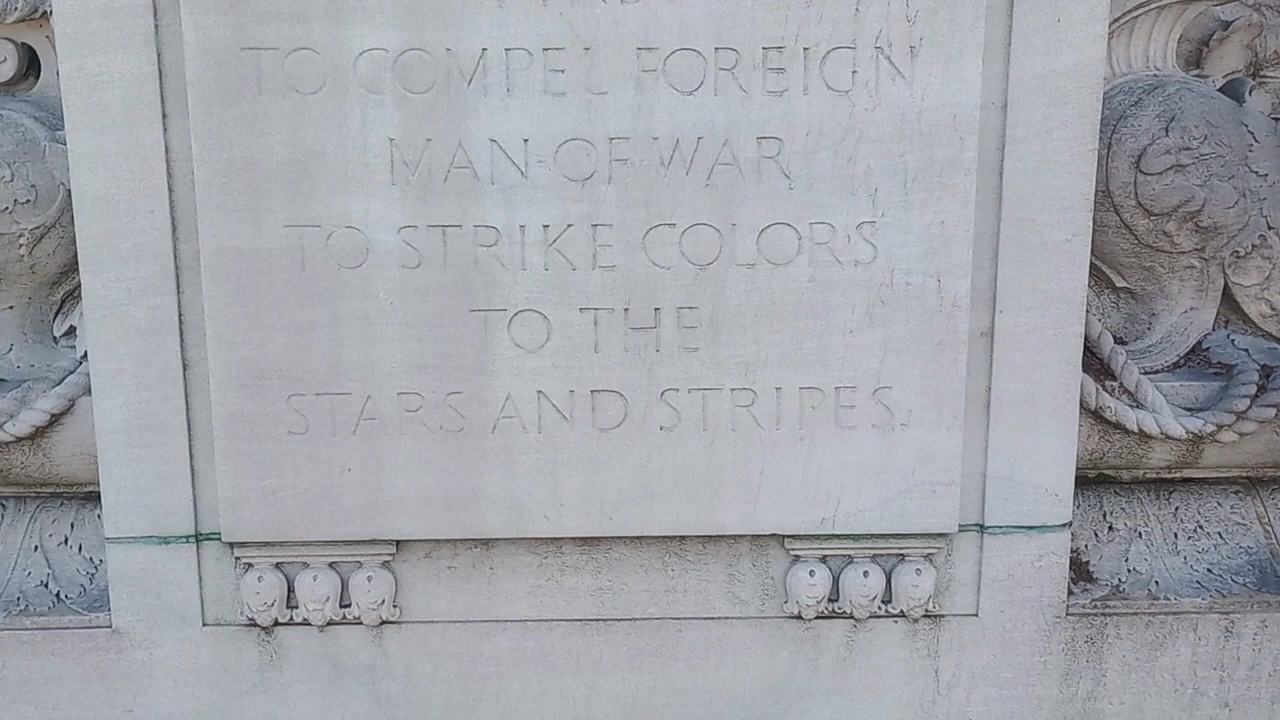 TO COMPEL FOREIGN
MAN-OF-WAR
TO STRIKE COLORS
TO THE
STARS AND STRIPES.